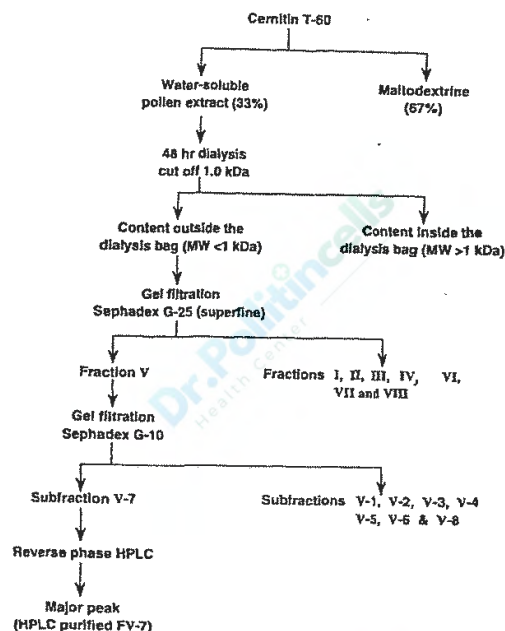 Cernitin T-60
Water-soluble
pollen extract (33%)
Maltodextrine
(67%)
48 hr dialysis
cut off 1.0 kDa
Content outside the
dialysis bag (MW <1 kDa)
Content inside the
dialysis bag (MW >1 kDa)
Gel filtration
Sephadex G-25 (superfine)
Fraction V
Fractions I, II, III, IV, VI,
VII and VIII
Gel filtration
Sephadex G-10
Subfraction V-7
Subfractions V-1, V-2, V-3, V-4
V-5, V-6 & V-8
Reverse phase HPLC
Major peak
(HPLC purified FV-7)
Dr.Politincells
Health Center